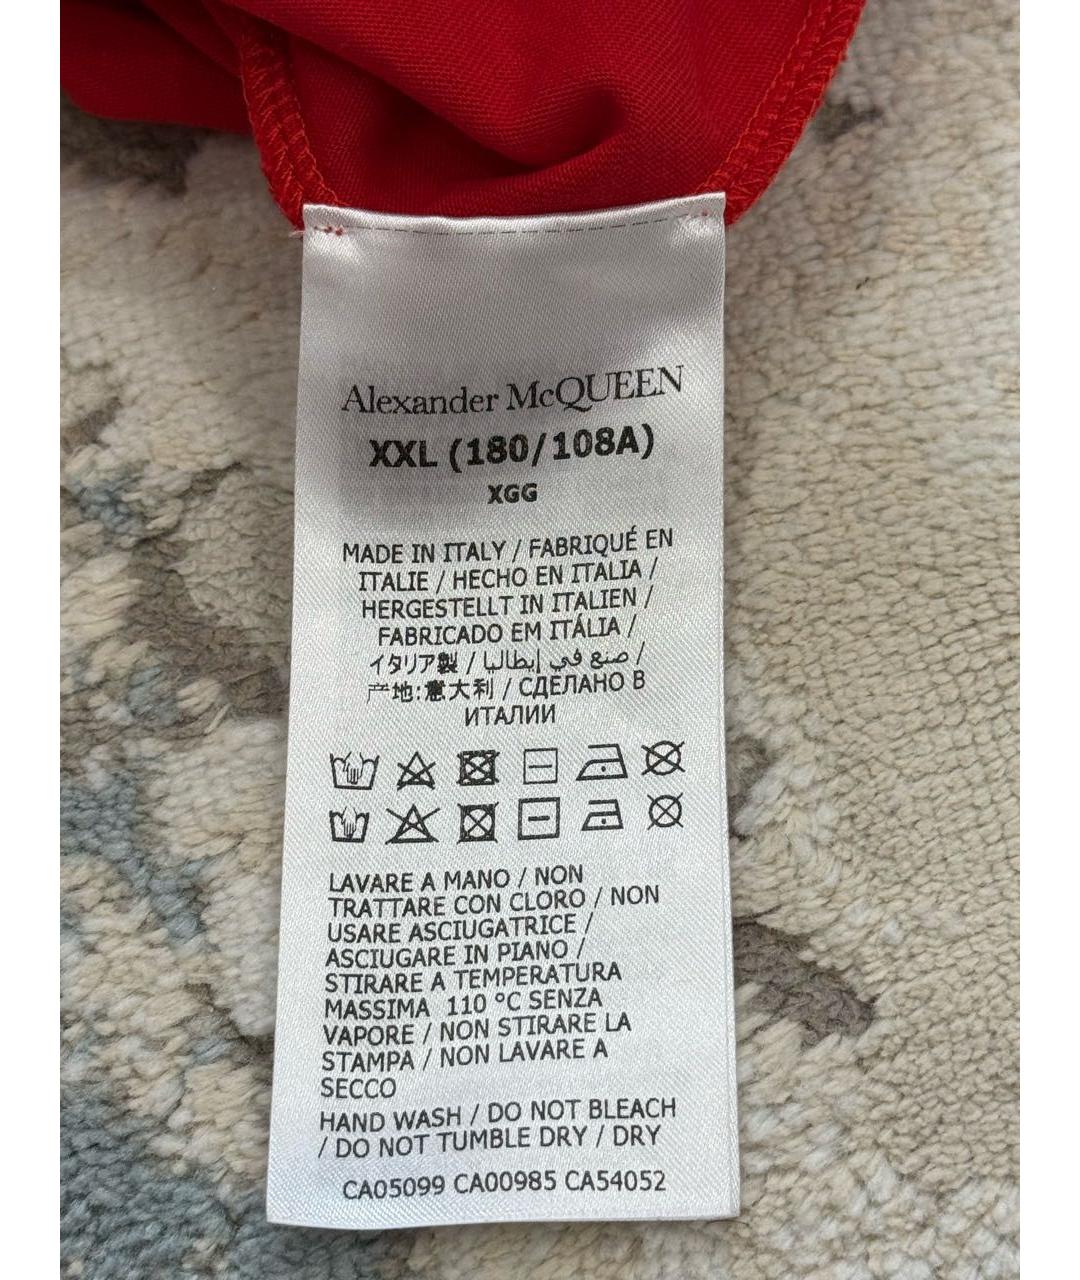 Alexander McQUEEN
XXL (180/108A)
XGG
MADE IN ITALY / FABRIQUÉ EN
ITALIE / HECHO EN ITALIA /
HERGESTELLT IN ITALIEN /
FABRICADO EM ITÁLIA /
イタリア製 / صنع في إيطاليا /
产地:意大利 / СДЕЛАНО В
ИТАЛИИ
LAVARE A MANO / NON
TRATTARE CON CLORO / NON
USARE ASCIUGATRICE /
ASCIUGARE IN PIANO /
STIRARE A TEMPERATURA
MASSIMA 110 °C SENZA
VAPORE / NON STIRARE LA
STAMPA / NON LAVARE A
SECCO
HAND WASH / DO NOT BLEACH
/ DO NOT TUMBLE DRY / DRY
CA05099 CA00985 CA54052